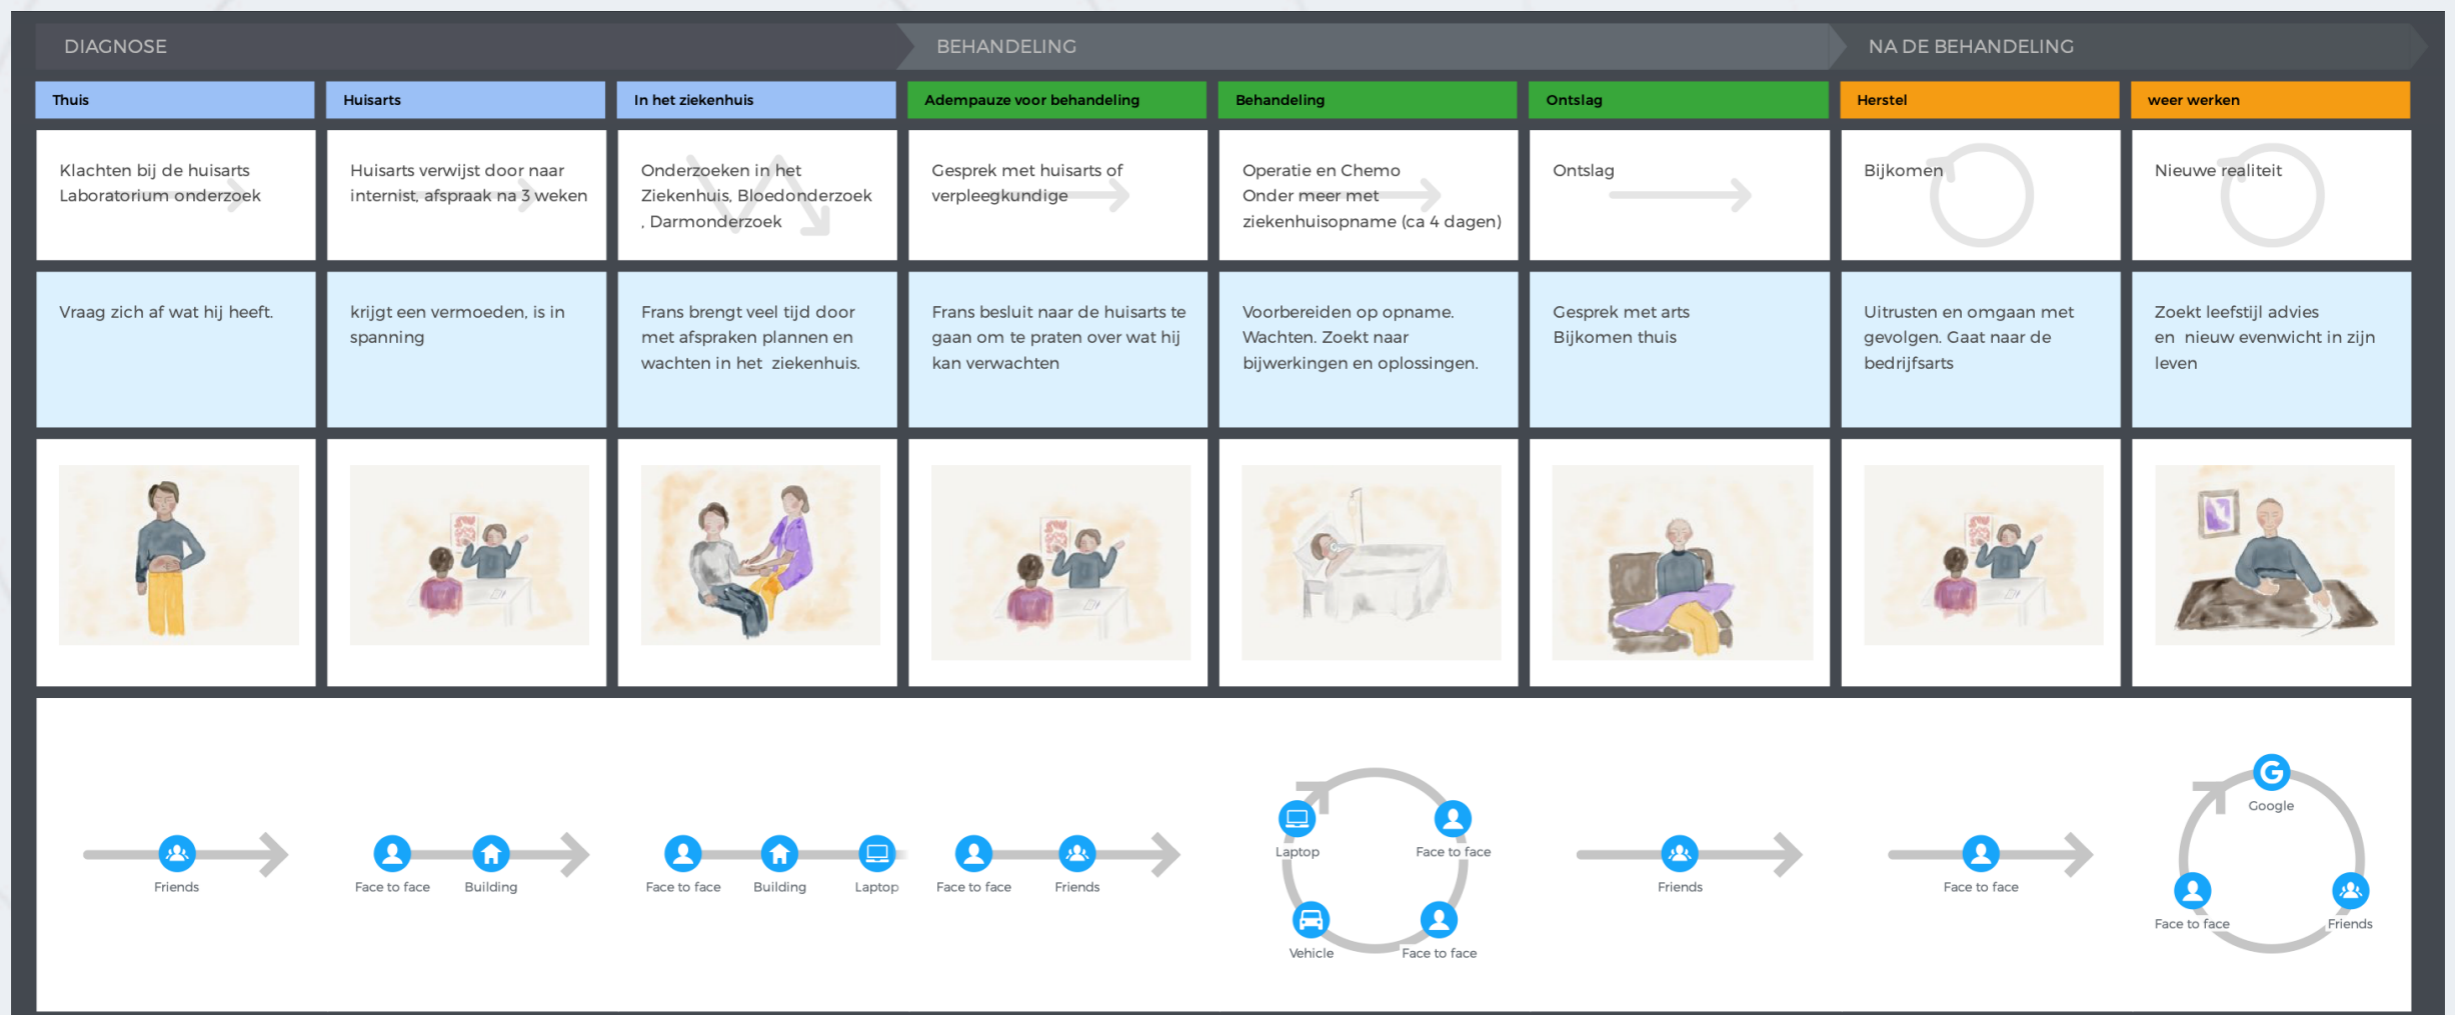 DIAGNOSE
BEHANDELING
NA DE BEHANDELING
Thuis
Huisarts
In het ziekenhuis
Adempauze voor behandeling
Behandeling
Ontslag
Herstel
weer werken
Klachten bij de huisarts
Laboratorium onderzoek
Huisarts verwijst door naar
internist, afspraak na 3 weken
Onderzoeken in het
Ziekenhuis, Bloedonderzoek
, Darmonderzoek
Gesprek met huisarts of
verpleegkundige
Operatie en Chemo
Onder meer met
ziekenhuisopname (ca 4 dagen)
Ontslag
Bijkomen
Nieuwe realiteit
Vraag zich af wat hij heeft.
krijgt een vermoeden, is in
spanning
Frans brengt veel tijd door
met afspraken plannen en
wachten in het  ziekenhuis.
Frans besluit naar de huisarts te
gaan om te praten over wat hij
kan verwachten
Voorbereiden op opname.
Wachten. Zoekt naar
bijwerkingen en oplossingen.
Gesprek met arts
Bijkomen thuis
Uitrusten en omgaan met
gevolgen. Gaat naar de
bedrijfsarts
Zoekt leefstijl advies
en  nieuw evenwicht in zijn
leven
Friends
Face to face
Building
Face to face
Building
Laptop
Face to face
Friends
Laptop
Face to face
Vehicle
Face to face
Friends
Face to face
G
Google
Face to face
Friends